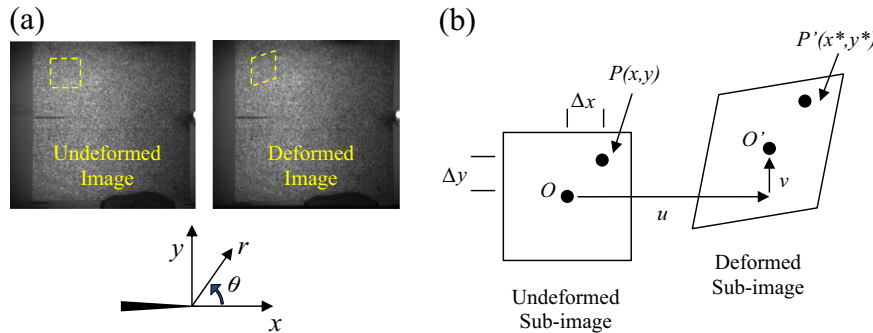 (a)
Undeformed
Image
Deformed
Image
y
r
θ
x
(b)
P(x,y)
P'(x*,y*)
Δx
Δy
O
O'
u
v
Undeformed
Sub-image
Deformed
Sub-image